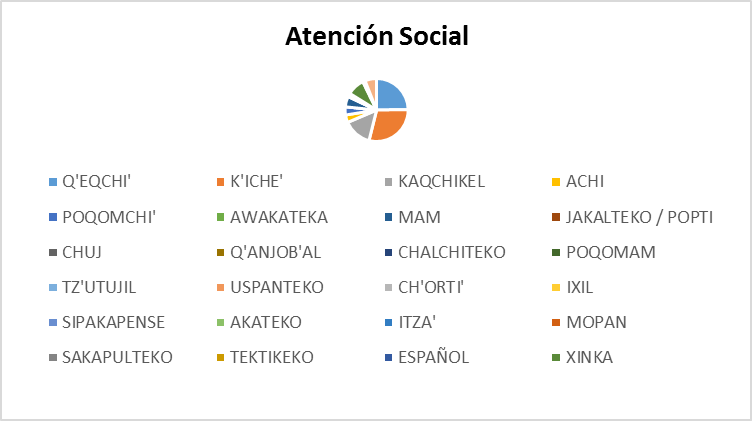 Atención Social
Q'EQCHI' K'ICHE' KAQCHIKEL ACHI
POQOMCHI' AWAKATEKA MAM JAKALTEKO / POPTI
CHUJ Q'ANJOB'AL CHALCHITEKO POQOMAM
TZ'UTUJIL USPANTEKO CH'ORTI' IXIL
SIPAKAPENSE AKATEKO ITZA' MOPAN
SAKAPULTEKO TEKTIKEKO ESPAÑOL XINKA